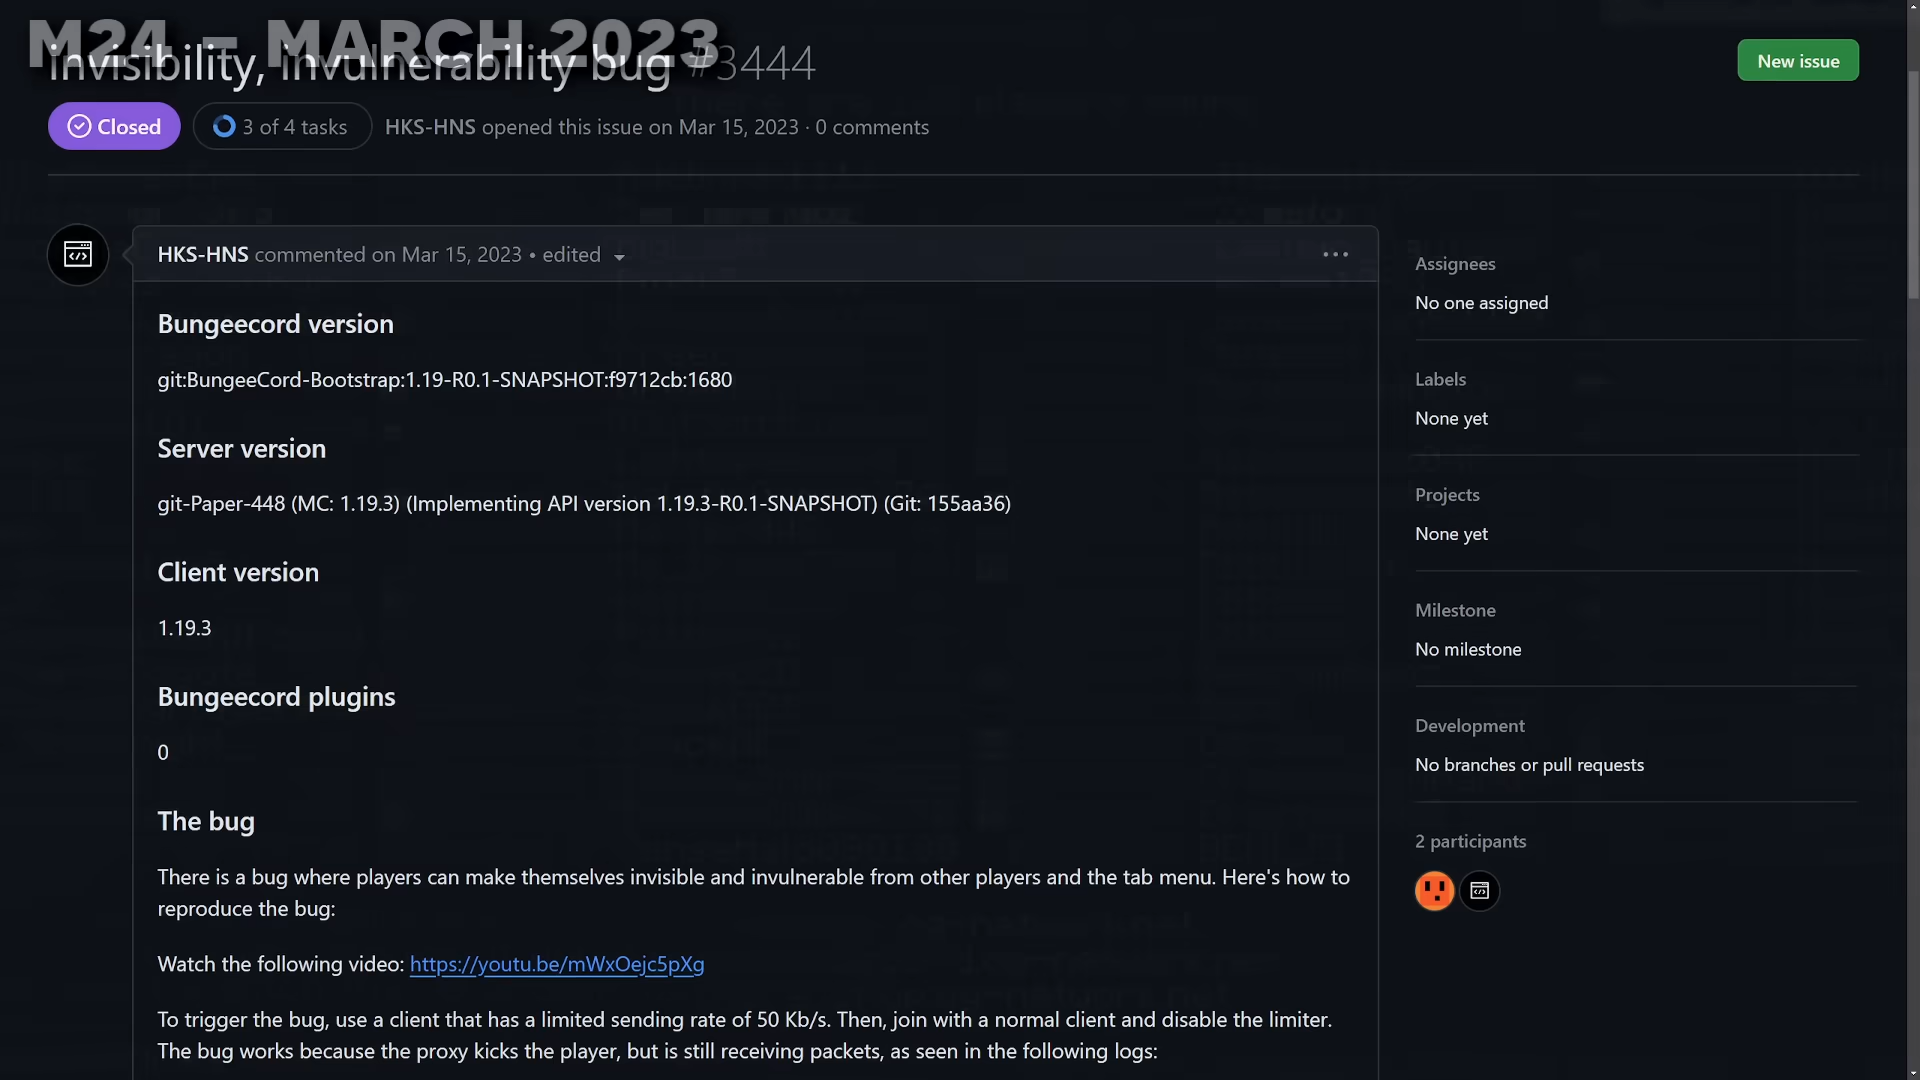 M24 – MARCH 2023
invisibility, invulnerability bug #3444
New issue
Closed
3 of 4 tasks
HKS-HNS opened this issue on Mar 15, 2023 · 0 comments
HKS-HNS commented on Mar 15, 2023 • edited
Bungeecord version
git:BungeeCord-Bootstrap:1.19-R0.1-SNAPSHOT:f9712cb:1680
Server version
git-Paper-448 (MC: 1.19.3) (Implementing API version 1.19.3-R0.1-SNAPSHOT) (Git: 155aa36)
Client version
1.19.3
Bungeecord plugins
0
The bug
There is a bug where players can make themselves invisible and invulnerable from other players and the tab menu. Here's how to
reproduce the bug:
Watch the following video: https://youtu.be/mWxOejc5pXg
To trigger the bug, use a client that has a limited sending rate of 50 Kb/s. Then, join with a normal client and disable the limiter.
The bug works because the proxy kicks the player, but is still receiving packets, as seen in the following logs:
Assignees
No one assigned
Labels
None yet
Projects
None yet
Milestone
No milestone
Development
No branches or pull requests
2 participants